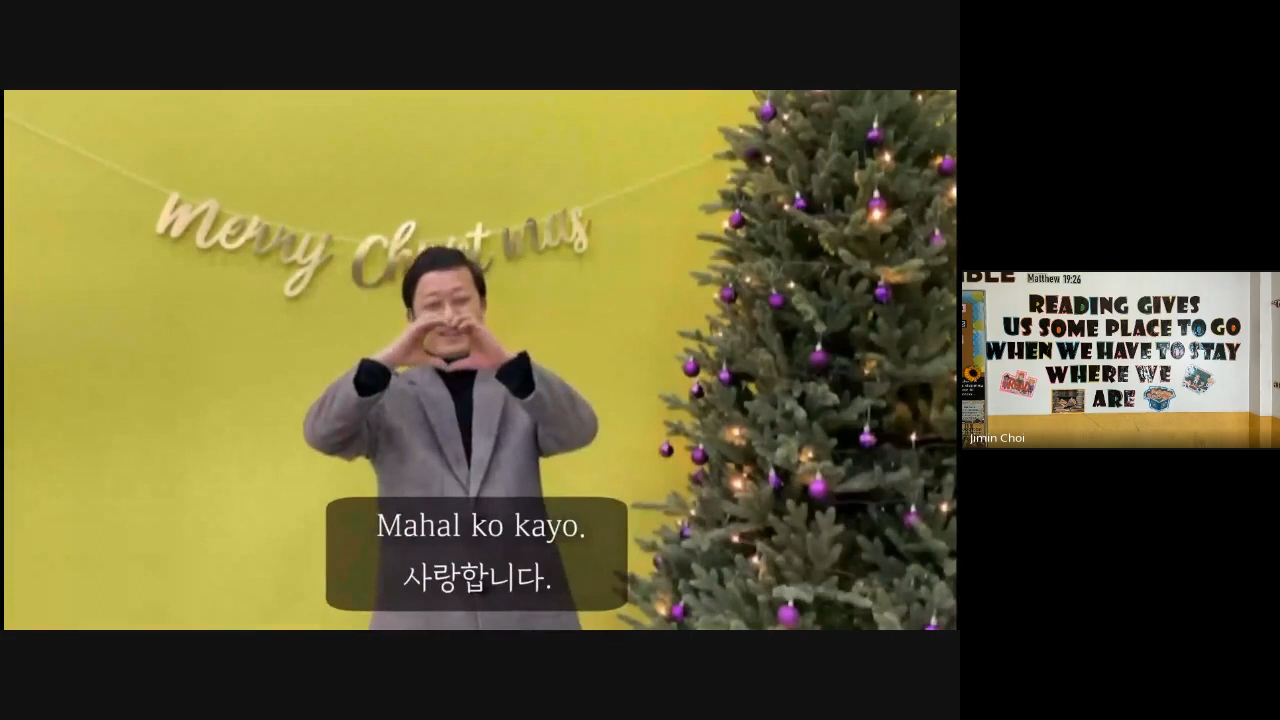 Merry Christmas
Mahal ko kayo.
사랑합니다.
Matthew 19:26
READING GIVES
US SOME PLACE TO GO
WHEN WE HAVE TO STAY
WHERE WE
ARE
Jimin Choi